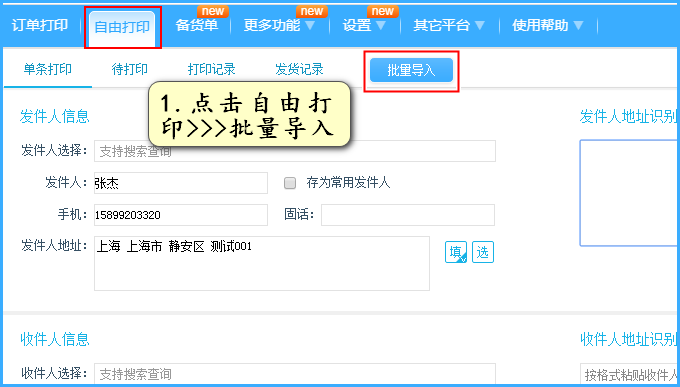 订单打印 自由打印 备货单 new 更多功能 new 设置 new 其它平台 使用帮助
单条打印 待打印 打印记录 发货记录 批量导入
1.点击自由打
印>>>批量导入
发件人信息 发件人地址识别
发件人选择： 支持搜索查询
发件人： 张杰 存为常用发件人
手机： 15899203320 固话：
发件人地址： 上海 上海市 静安区 测试001 填 选
收件人信息 收件人地址识别
收件人选择： 支持搜索查询 按格式粘贴收件人